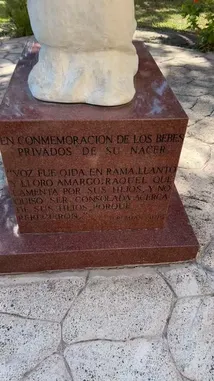 EN CONMEMORACION DE LOS BEBES
PRIVADOS DE SU NACER
"VOZ FUE OIDA EN RAMA, LLANTO
Y LLORO AMARGO: RAQUEL QUE
LAMENTA POR SUS HIJOS, Y NO
QUISO SER CONSOLADA ACERCA
DE SUS HIJOS, PORQUE